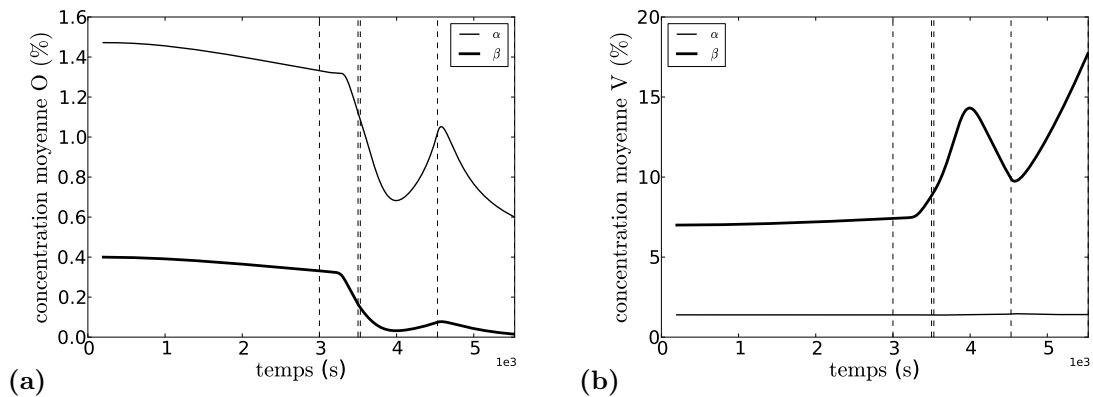 concentration moyenne O (%)
1.6
1.4
1.2
1.0
0.8
0.6
0.4
0.2
0.0
α
β
0 1 2 3 4 5
1e3
temps (s)
(a)
concentration moyenne V (%)
20
15
10
5
0
α
β
0 1 2 3 4 5
1e3
temps (s)
(b)